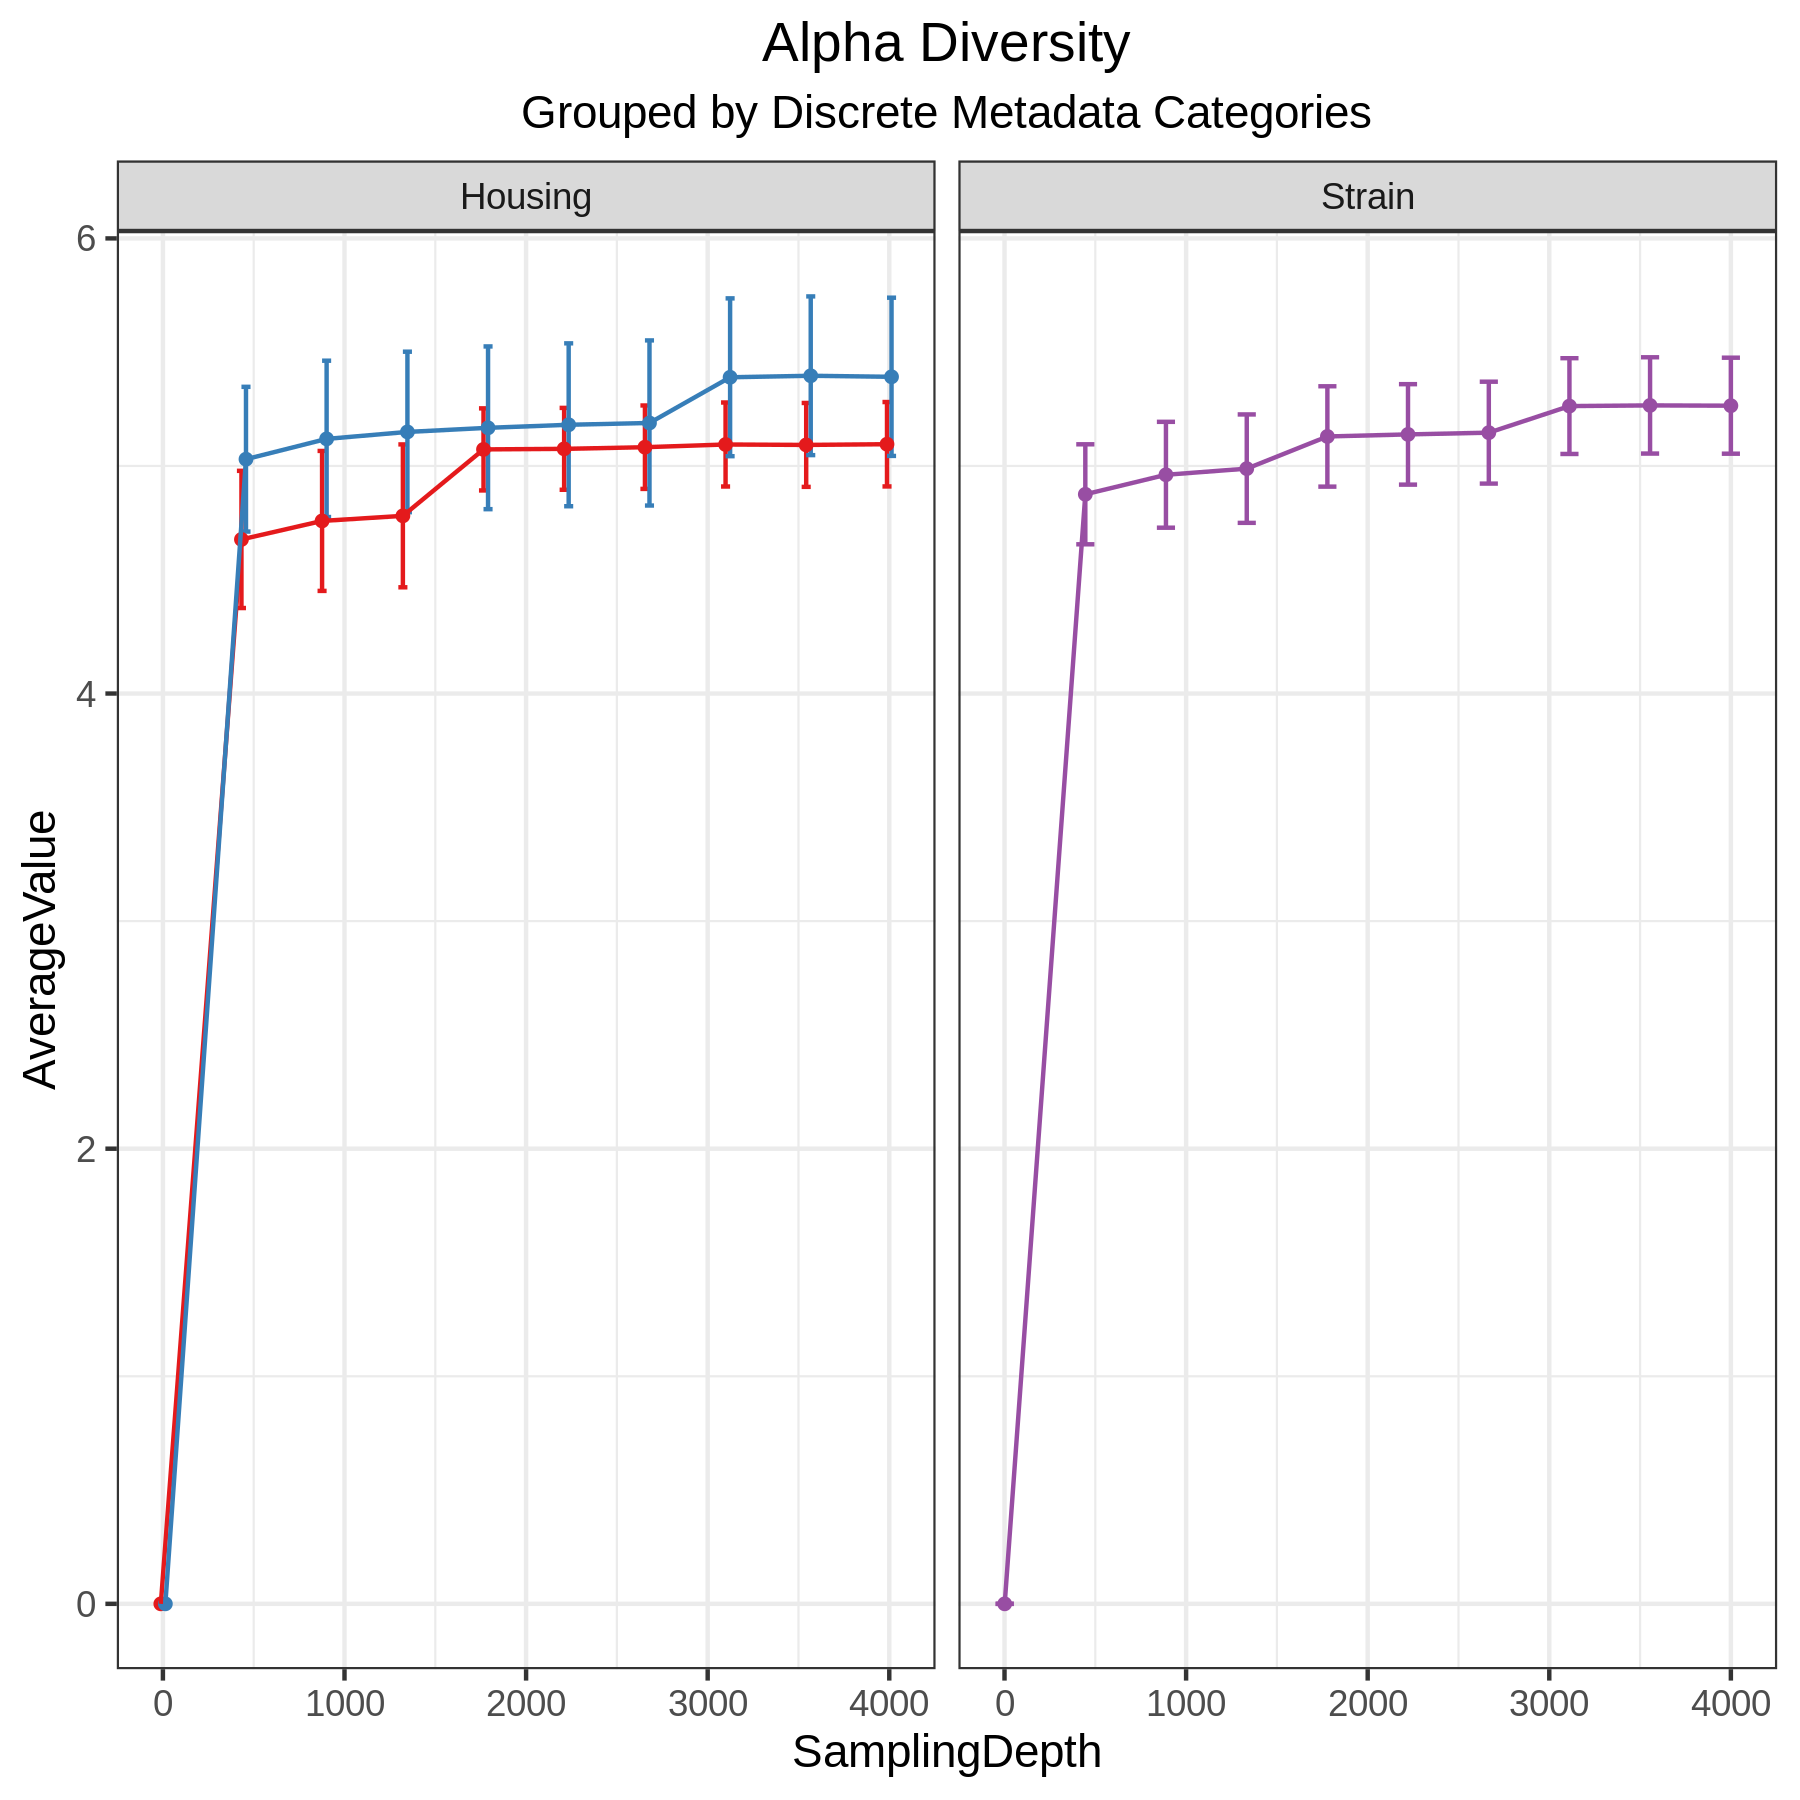 Alpha Diversity
Grouped by Discrete Metadata Categories
Housing
Strain
6
4
2
0
AverageValue
0 1000 2000 3000 4000
0 1000 2000 3000 4000
SamplingDepth